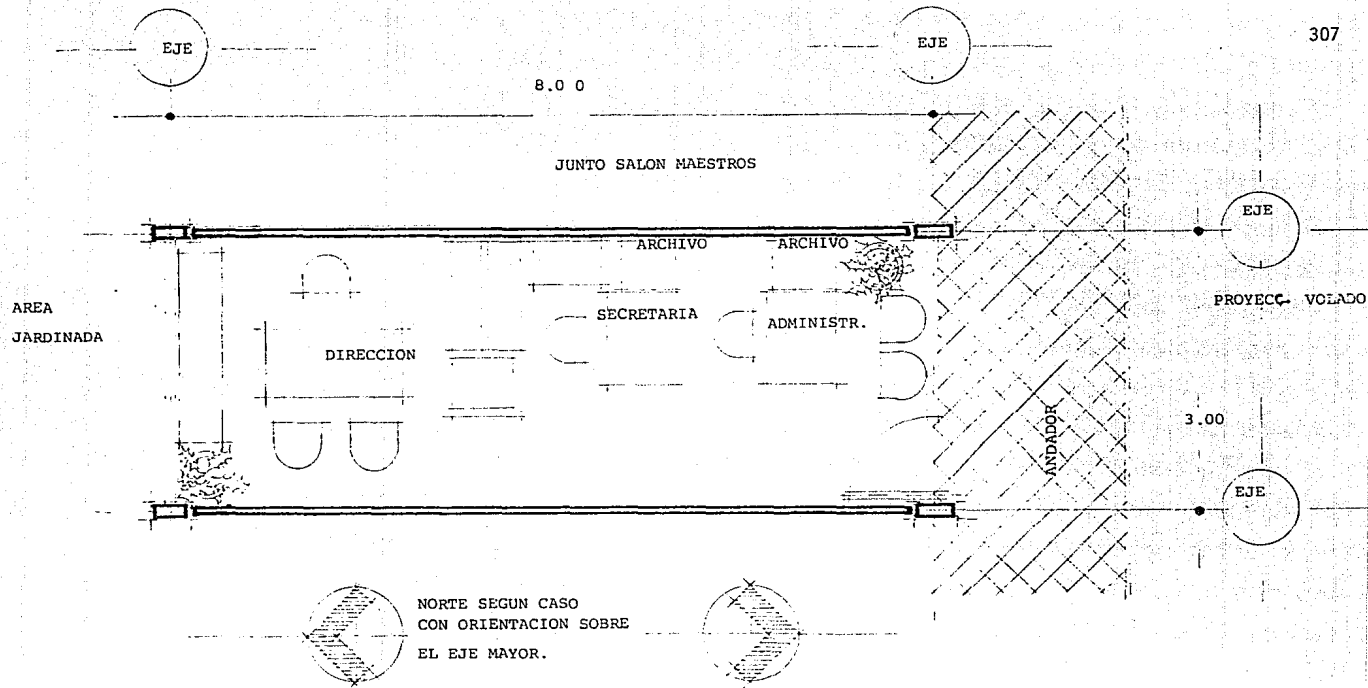 307
EJE
EJE
8.0 0
JUNTO SALON MAESTROS
EJE
ARCHIVO
ARCHIVO
AREA
JARDINADA
PROYECC. VOLADO
SECRETARIA
ADMINISTR.
DIRECCION
ANDADOR
3.00
EJE
NORTE SEGUN CASO
CON ORIENTACION SOBRE
EL EJE MAYOR.